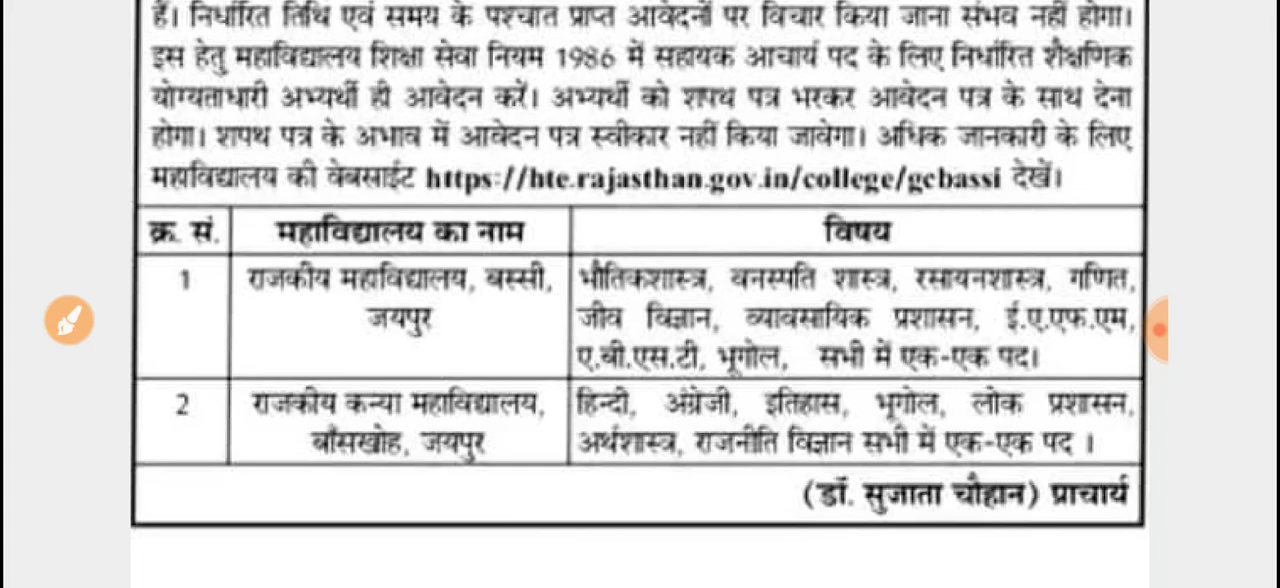 हैं। निर्धारित तिथि एवं समय के पश्चात प्राप्त आवेदनों पर विचार किया जाना संभव नहीं होगा।
इस हेतु महाविद्यालय शिक्षा सेवा नियम 1986 में सहायक आचार्य पद के लिए निर्धारित शैक्षणिक
योग्यताधारी अभ्यर्थी ही आवेदन करें। अभ्यर्थी को शपथ पत्र भरकर आवेदन पत्र के साथ देना
होगा। शपथ पत्र के अभाव में आवेदन पत्र स्वीकार नहीं किया जावेगा। अधिक जानकारी के लिए
महाविद्यालय की वेबसाईट https://hte.rajasthan.gov.in/college/gcbassi देखें।
क्र. सं. महाविद्यालय का नाम विषय
1 राजकीय महाविद्यालय, बस्सी, भौतिकशास्त्र, वनस्पति शास्त्र, रसायनशास्त्र, गणित,
जयपुर जीव विज्ञान, व्यावसायिक प्रशासन, ई.ए.एफ.एम,
ए.बी.एस.टी, भूगोल, सभी में एक-एक पद।
2 राजकीय कन्या महाविद्यालय, हिन्दी, अंग्रेजी, इतिहास, भूगोल, लोक प्रशासन,
बाँसखोह, जयपुर अर्थशास्त्र, राजनीति विज्ञान सभी में एक-एक पद ।
(डॉ. सुजाता चौहान) प्राचार्य